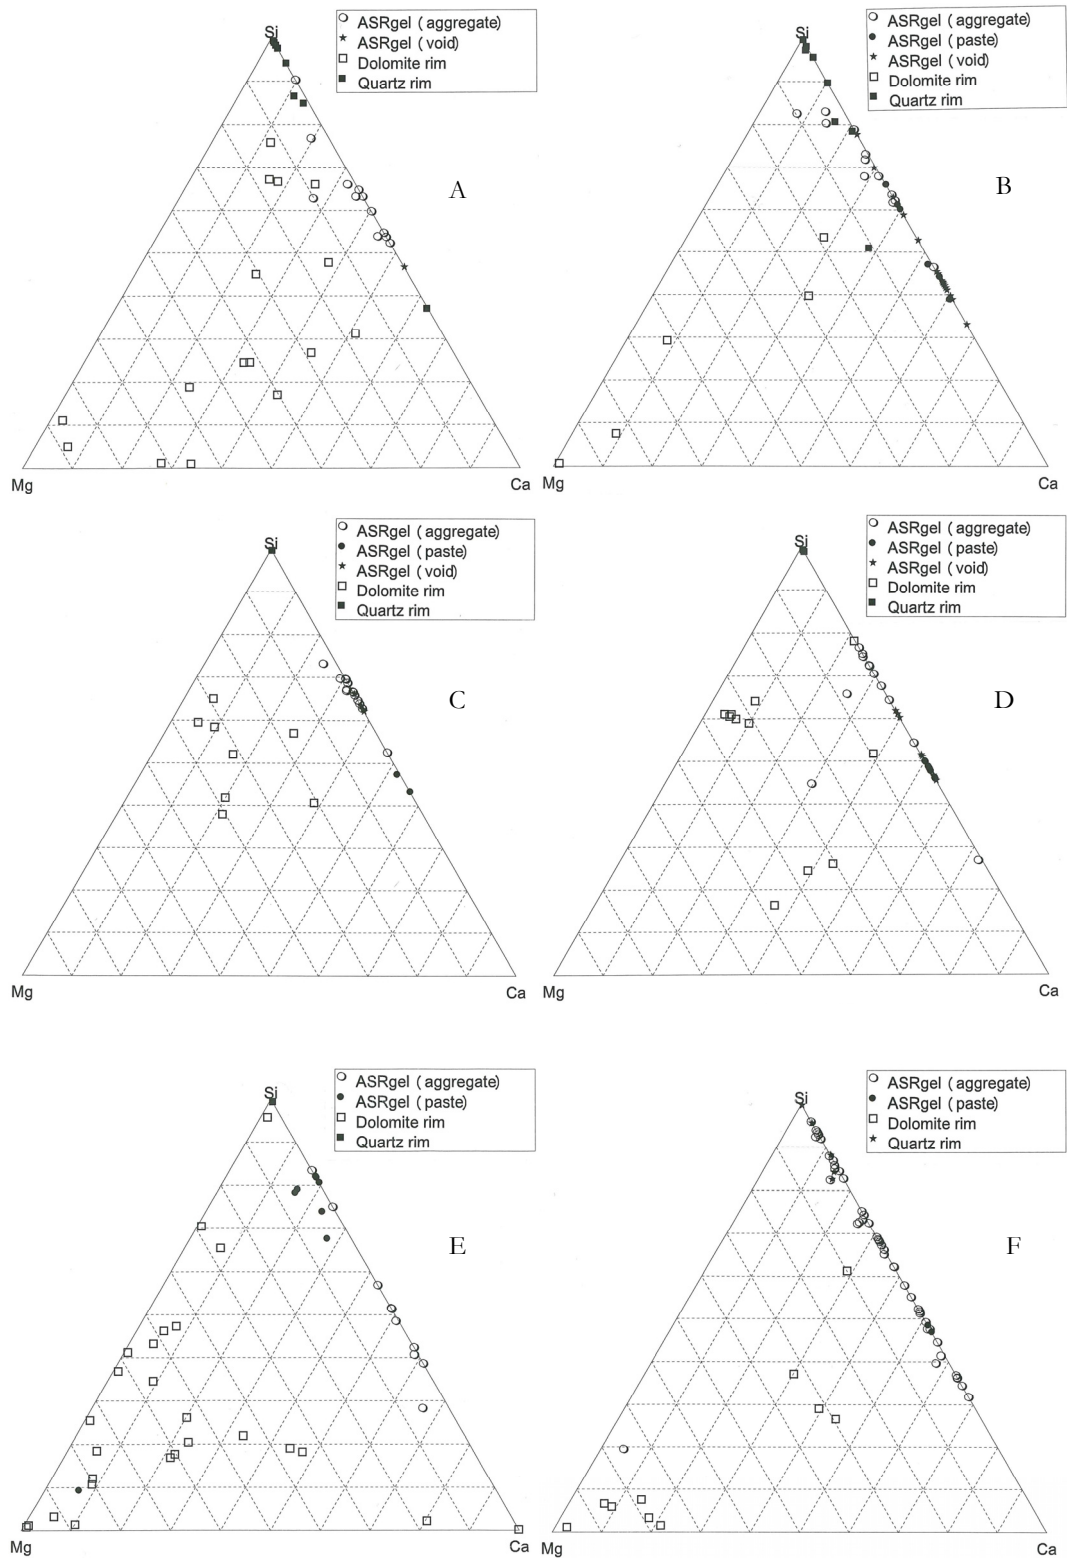 Si
ASRgel (aggregate)
ASRgel (void)
Dolomite rim
Quartz rim
A
Mg
Ca
Si
ASRgel (aggregate)
ASRgel (paste)
ASRgel (void)
Dolomite rim
Quartz rim
B
Mg
Ca
Si
ASRgel (aggregate)
ASRgel (paste)
ASRgel (void)
Dolomite rim
Quartz rim
C
Mg
Ca
Si
ASRgel (aggregate)
ASRgel (paste)
ASRgel (void)
Dolomite rim
Quartz rim
D
Mg
Ca
Si
ASRgel (aggregate)
ASRgel (paste)
Dolomite rim
Quartz rim
E
Mg
Ca
Si
ASRgel (aggregate)
ASRgel (paste)
Dolomite rim
Quartz rim
F
Mg
Ca